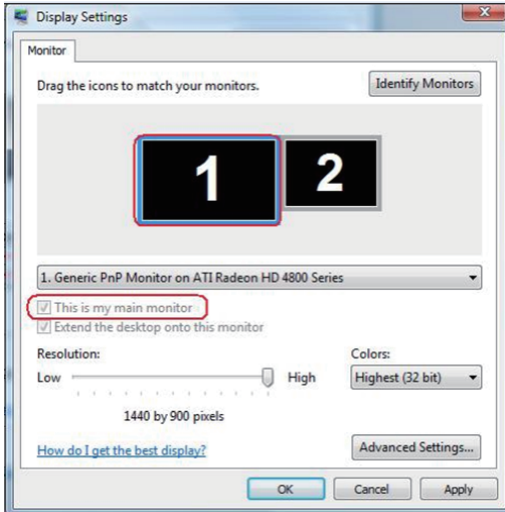 Display Settings
Monitor
Drag the icons to match your monitors.
Identify Monitors
1
2
1. Generic PnP Monitor on ATI Radeon HD 4800 Series
This is my main monitor
Extend the desktop onto this monitor
Resolution:
Colors:
Low
High
Highest (32 bit)
1440 by 900 pixels
How do I get the best display?
Advanced Settings...
OK
Cancel
Apply